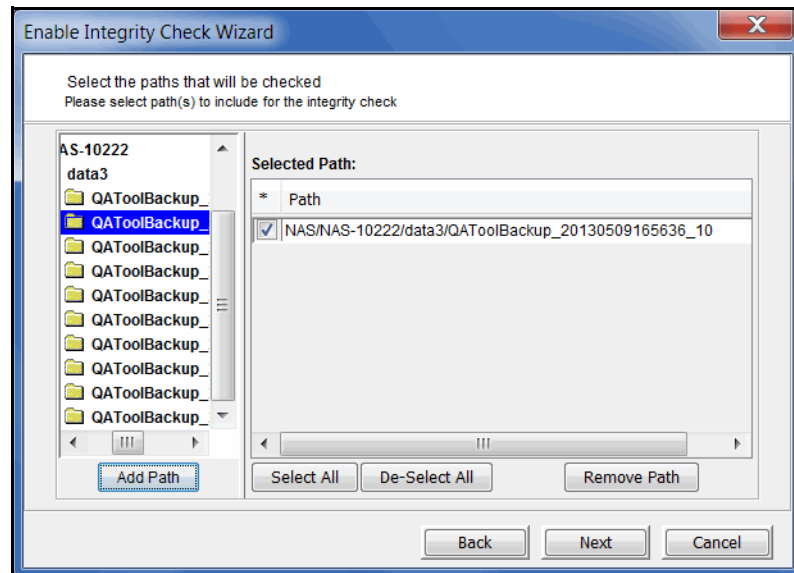 Enable Integrity Check Wizard
X
Select the paths that will be checked
Please select path(s) to include for the integrity check
AS-10222
data3
QAToolBackup_
QAToolBackup_
QAToolBackup_
QAToolBackup_
QAToolBackup_
QAToolBackup_
QAToolBackup_
QAToolBackup_
QAToolBackup_
QAToolBackup_
Add Path
Selected Path:
* Path
NAS/NAS-10222/data3/QAToolBackup_20130509165636_10
Select All De-Select All Remove Path
Back Next Cancel